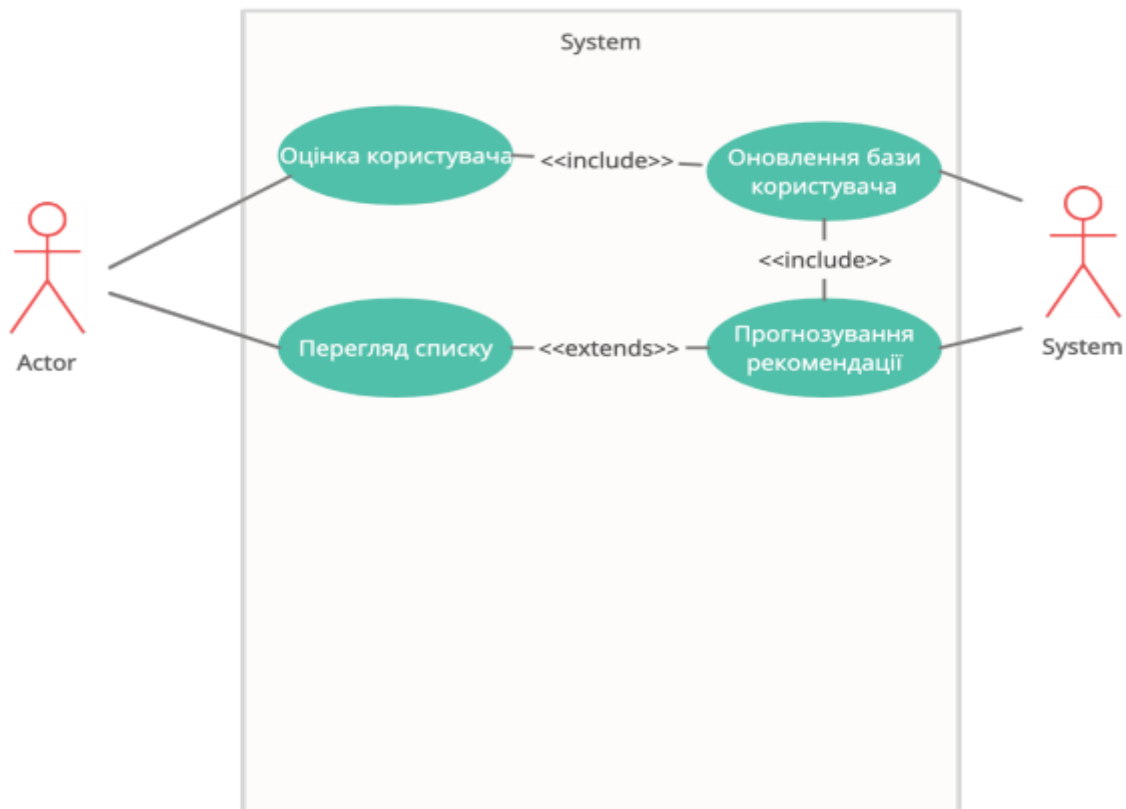 System
Оцінка користувача
<<include>>
Оновлення бази
користувача
<<include>>
Actor
Перегляд списку
<<extends>>
Прогнозування
рекомендації
System